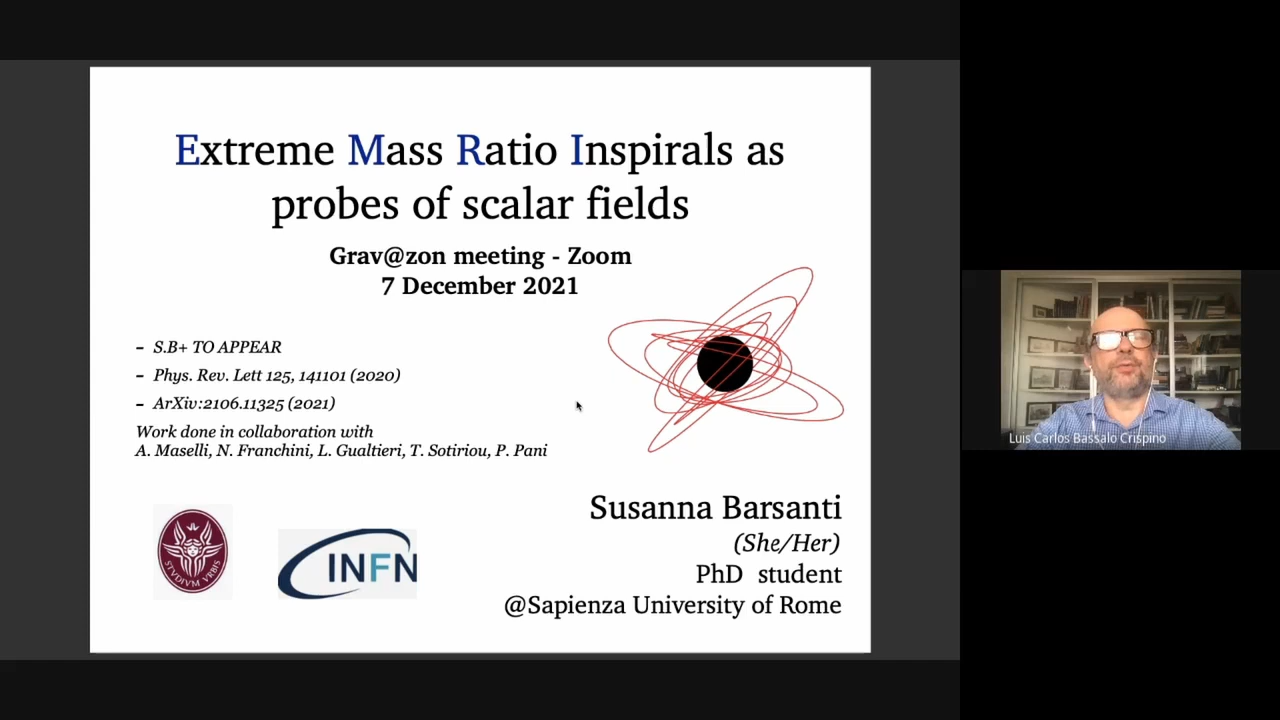 Extreme Mass Ratio Inspirals as
probes of scalar fields
Grav@zon meeting - Zoom
7 December 2021
- S.B+ TO APPEAR
- Phys. Rev. Lett 125, 141101 (2020)
- ArXiv:2106.11325 (2021)
Work done in collaboration with
A. Maselli, N. Franchini, L. Gualtieri, T. Sotiriou, P. Pani
STVDIVM VRBIS
INFN
Susanna Barsanti
(She/Her)
PhD student
@Sapienza University of Rome
Luis Carlos Bassalo Crispino